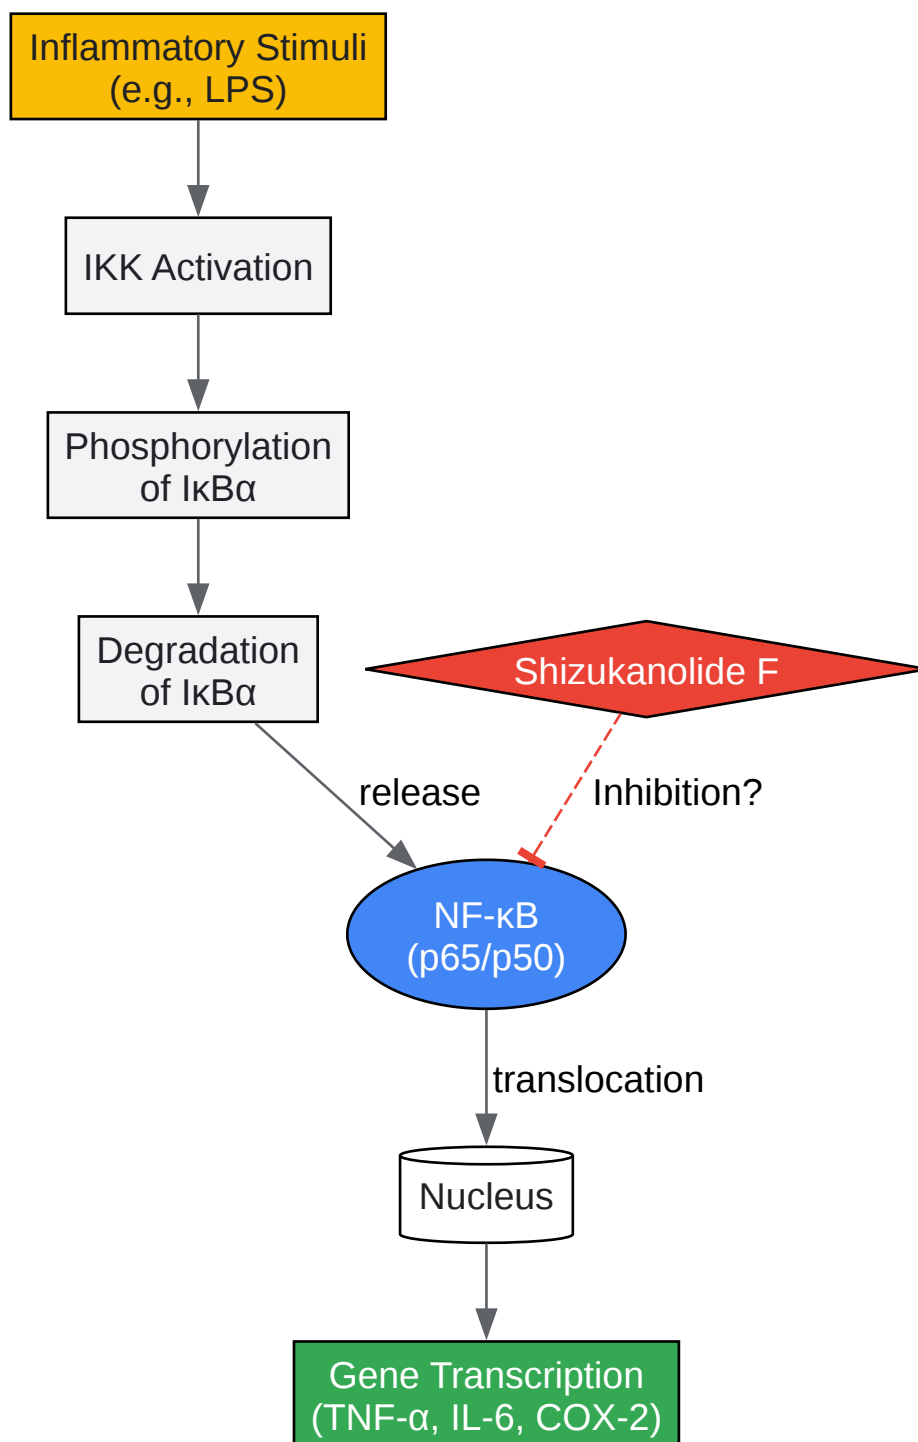 Inflammatory Stimuli
(e.g., LPS)
IKK Activation
Phosphorylation
of IκBα
Degradation
of IκBα
Shizukanolide F
release
Inhibition?
NF-κB
(p65/p50)
translocation
Nucleus
Gene Transcription
(TNF-α, IL-6, COX-2)